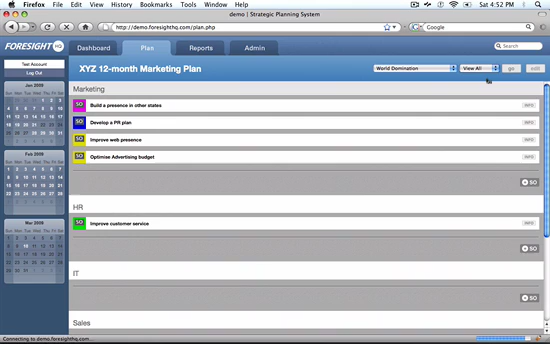 Firefox File Edit View History Bookmarks Tools Window Help
Sat 4:52 PM
demo | Strategic Planning System
http://demo.foresighthq.com/plan.php
Google
FORESIGHT HQ
Dashboard
Plan
Reports
Admin
Search
Test Account
Log Out
XYZ 12-month Marketing Plan
World Domination
View All
go
edit
Jan 2009
Feb 2009
Mar 2009
Marketing
SO Build a presence in other states INFO
SO Develop a PR plan INFO
SO Improve web presence INFO
SO Optimise Advertising budget INFO
SO
HR
SO Improve customer service INFO
SO
IT
SO
Sales
Connecting to demo.foresighthq.com...